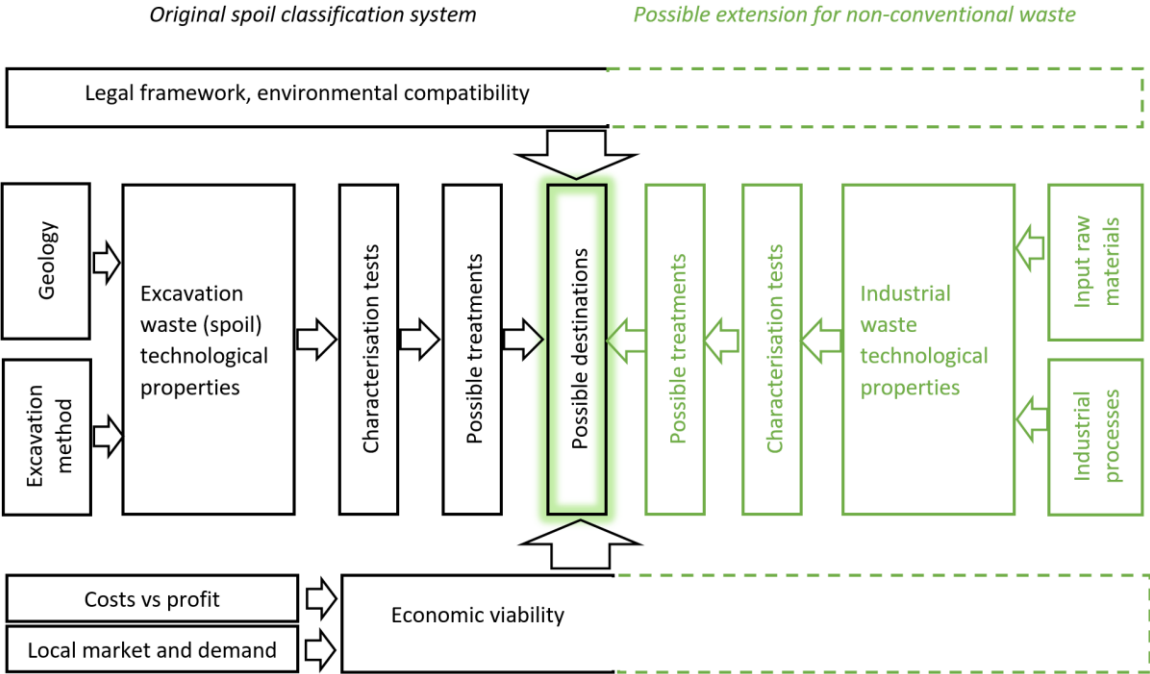 Original spoil classification system
Possible extension for non-conventional waste
Legal framework, environmental compatibility
Geology
Excavation
method
Excavation
waste (spoil)
technological
properties
Characterisation tests
Possible treatments
Possible destinations
Possible treatments
Characterisation tests
Industrial
waste
technological
properties
Input raw
materials
Industrial
processes
Costs vs profit
Local market and demand
Economic viability